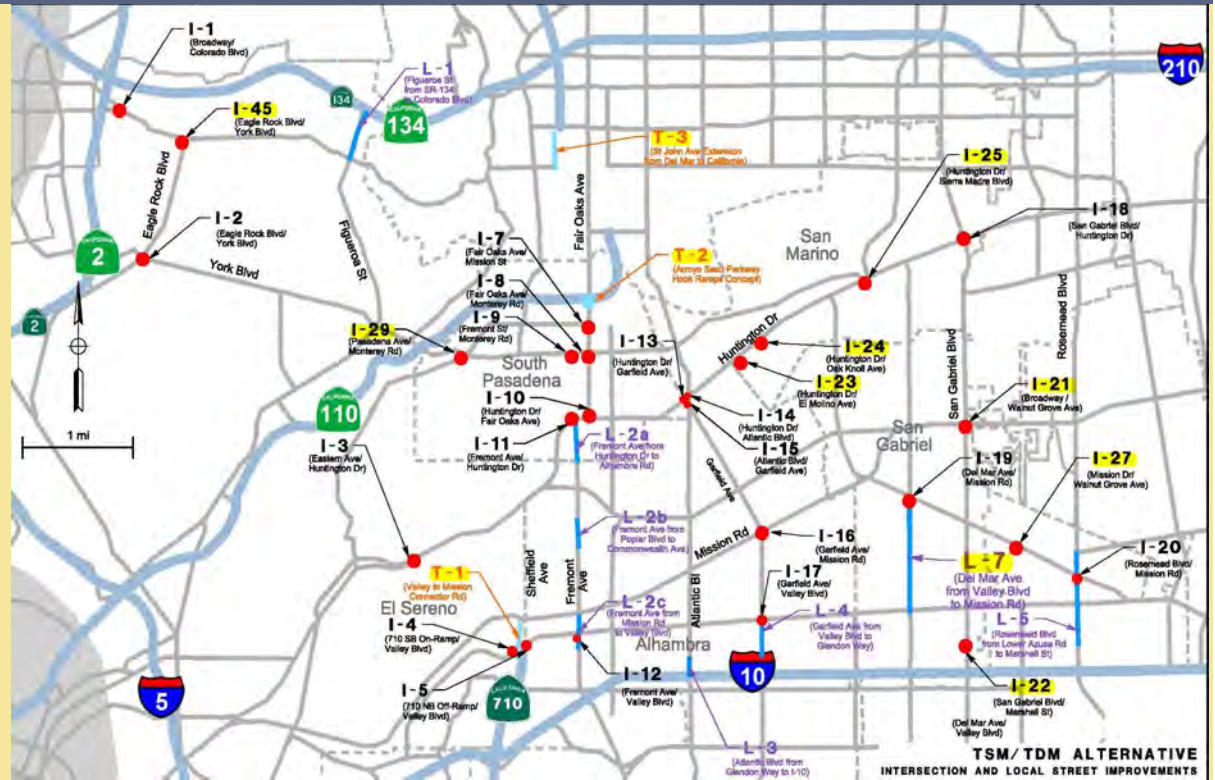 I-1
(Broadway/
Colorado Blvd)
L-1
(Figueroa St
from SR-134
to Colorado Blvd)
134
CALIFORNIA
134
210
I-45
(Eagle Rock Blvd/
York Blvd)
T-3
(St John Ave Extension
from Del Mar to California)
I-25
(Huntington Dr/
Sierra Madre Blvd)
Eagle Rock Blvd
I-2
(Eagle Rock Blvd/
York Blvd)
CALIFORNIA
2
2
York Blvd
Figueroa St
Fair Oaks Ave
I-7
(Fair Oaks Ave/
Mission St
I-8
(Fair Oaks Ave/
Monterey Rd)
I-9
(Fremont St/
Monterey Rd)
T-2
(Arroyo Seco Parkway
Hook Ramps Concept)
San
Marino
I-18
(San Gabriel Blvd/
Huntington Dr)
Rosemead Blvd
San Gabriel Blvd
I-29
(Pasadena Ave/
Monterey Rd)
South
Pasadena
I-13
(Huntington Dr/
Garfield Ave)
Huntington Dr
I-24
(Huntington Dr/
Oak Knoll Ave)
I-23
(Huntington Dr/
El Molino Ave)
1 mi
CALIFORNIA
110
I-3
(Eastern Ave/
Huntington Dr)
I-10
(Huntington Dr/
Fair Oaks Ave)
I-11
(Fremont Ave/
Huntington Dr)
L-2a
(Fremont Ave from
Huntington Dr to
Alhambra Rd)
I-14
(Huntington Dr/
Atlantic Blvd)
I-15
(Atlantic Blvd/
Garfield Ave)
Garfield Ave
San
Gabriel
I-21
(Broadway /
Walnut Grove Ave)
I-19
(Del Mar Ave/
Mission Rd)
I-27
(Mission Dr/
Walnut Grove Ave)
L-2b
(Fremont Ave from
Poplar Blvd to
Commonwealth Ave)
Mission Rd
I-16
(Garfield Ave/
Mission Rd)
I-17
(Garfield Ave/
Valley Blvd)
I-20
(Rosemead Blvd/
Mission Rd)
Sheffield
Ave
Fremont
Ave
Atlantic Bl
T-1
(Valley to Mission
Connector Rd)
El Sereno
I-4
(710 SB On-Ramp/
Valley Blvd)
I-5
(710 NB Off-Ramp/
Valley Blvd)
L-2c
(Fremont Ave from
Mission Rd
to Valley Blvd)
Alhambra
L-4
(Garfield Ave from
Valley Blvd to
Glendon Way)
L-7
(Del Mar Ave
from Valley Blvd
to Mission Rd)
L-5
(Rosemead Blvd
from Lower Azusa Rd
to Marshall St)
5
CALIFORNIA
710
I-12
(Fremont Ave/
Valley Blvd)
10
I-22
(San Gabriel Blvd/
Marshall St)
(Del Mar Ave/
Valley Blvd)
L-3
(Atlantic Blvd from
Glendon Way to I-10)
TSM/TDM ALTERNATIVE
INTERSECTION AND LOCAL STREET IMPROVEMENTS